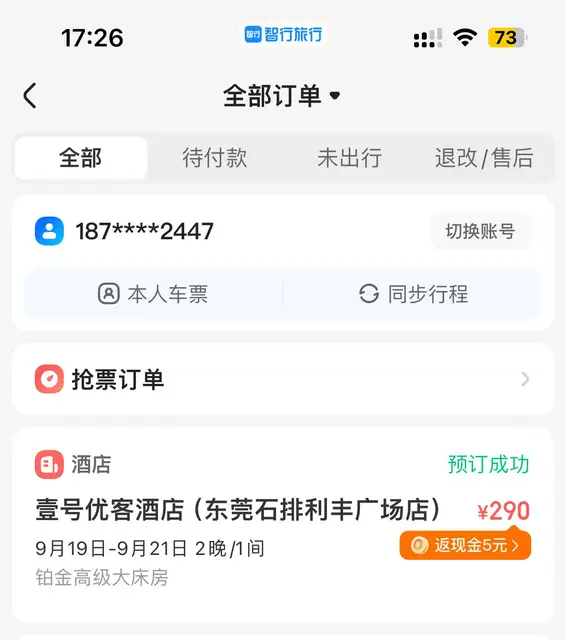 17:26
智行 智行旅行
73
全部订单
全部 待付款 未出行 退改/售后
187****2447 切换账号
本人车票 同步行程
抢票订单
酒店 预订成功
壹号优客酒店（东莞石排利丰广场店） ¥290
9月19日-9月21日 2晚/1间 返现金5元
铂金高级大床房